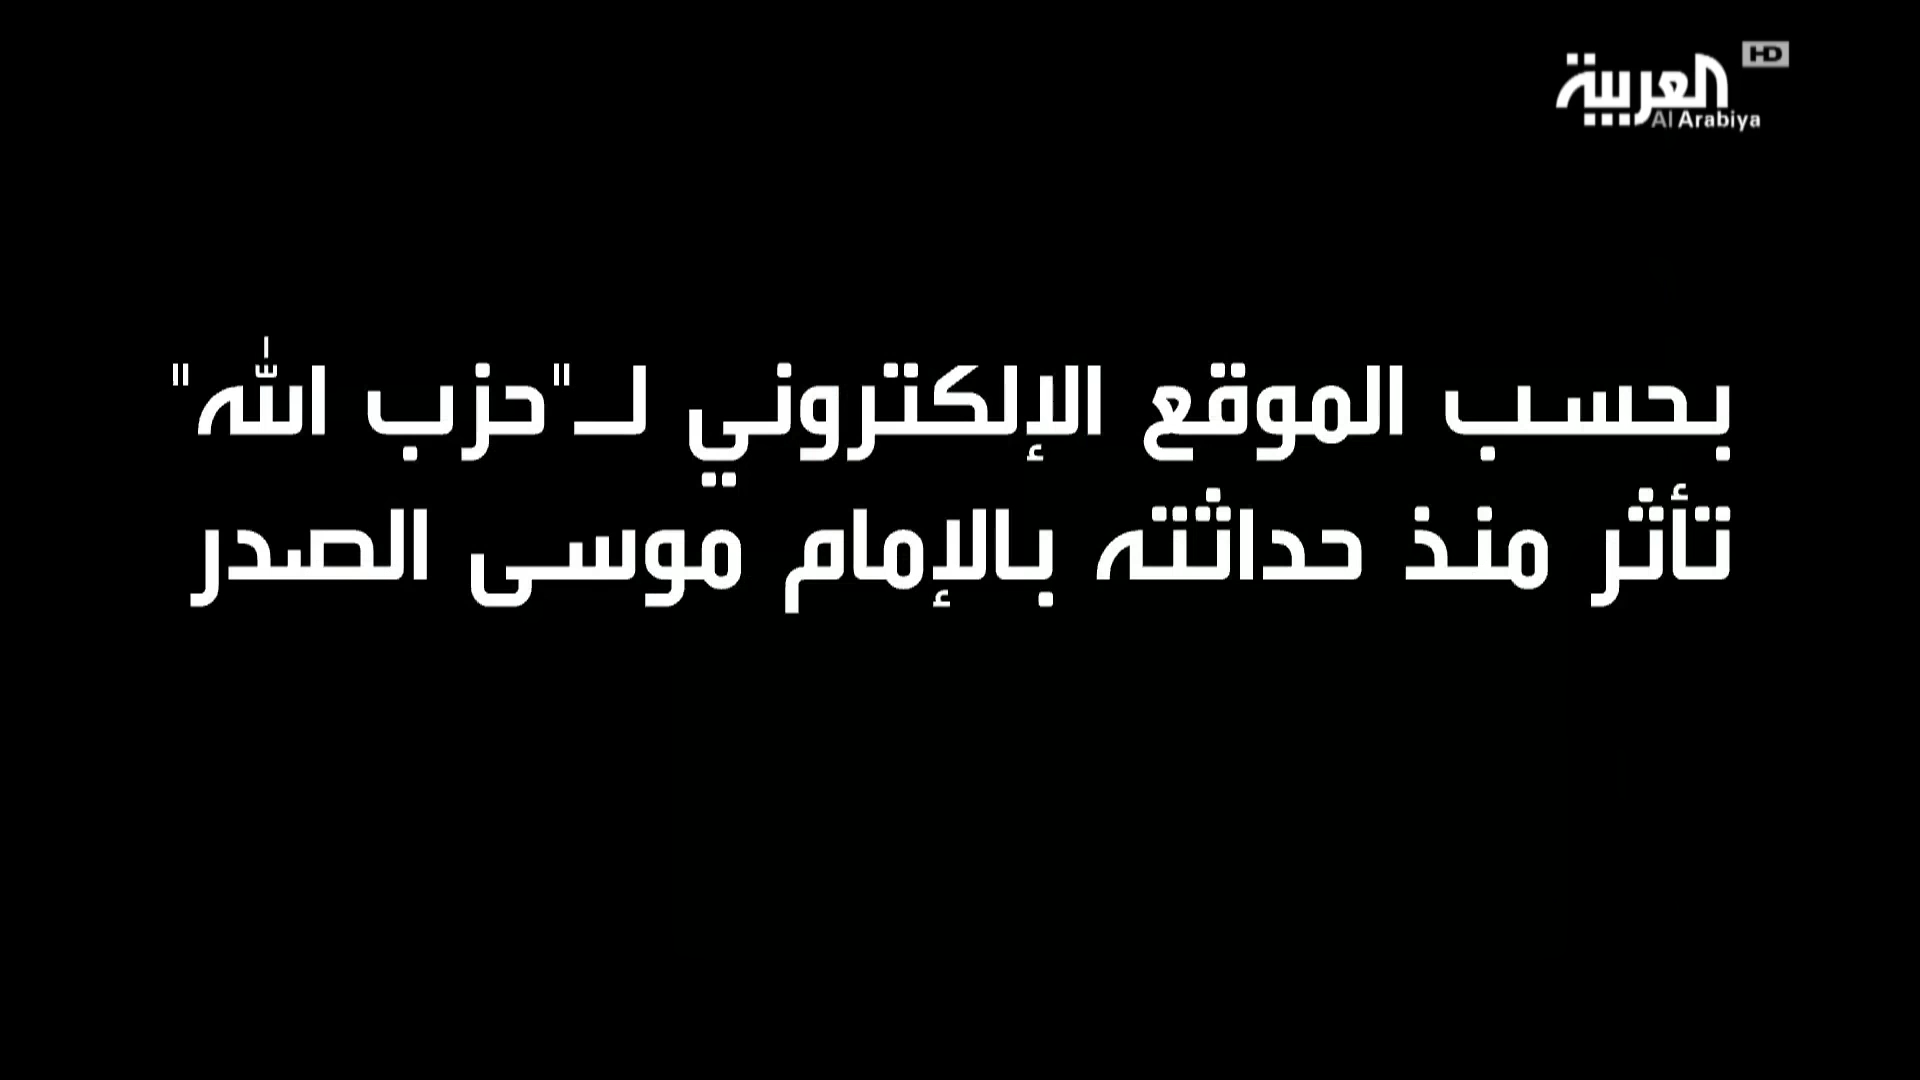 HD
العربية
Al Arabiya
بحسب الموقع الإلكتروني لـ"حزب الله"
تأثر منذ حداثته بالإمام موسى الصدر